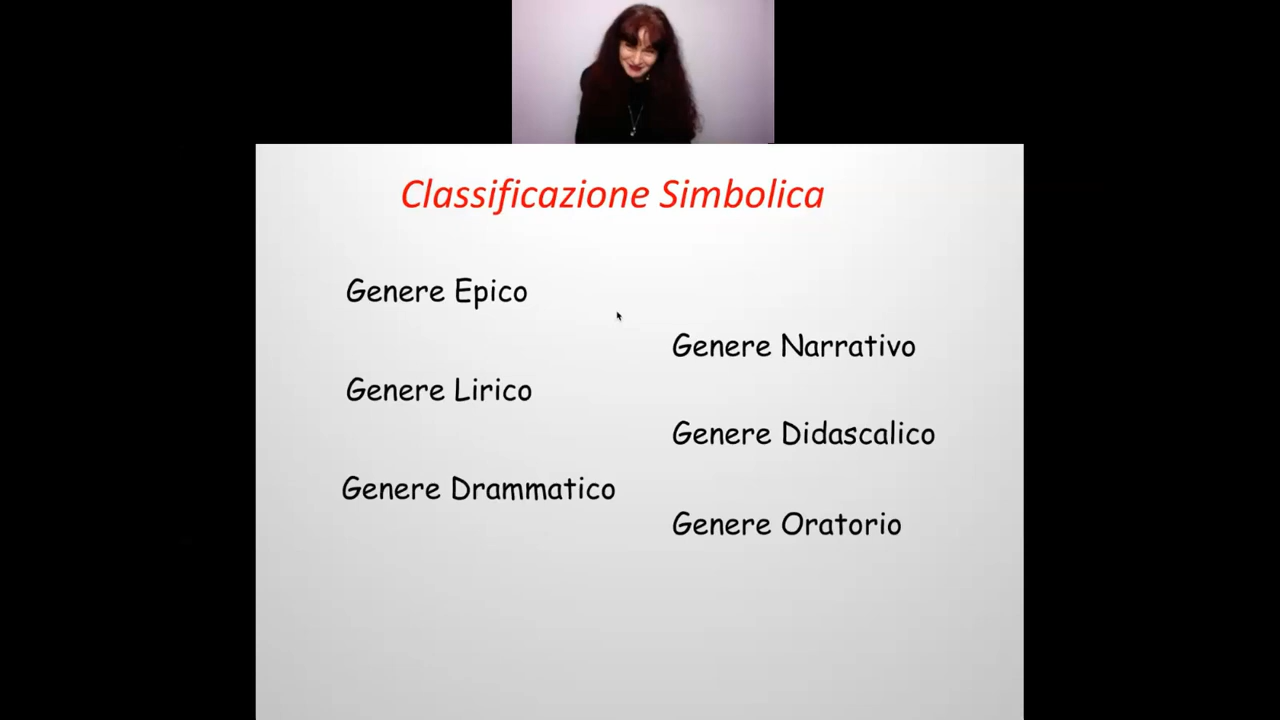 Classificazione Simbolica
Genere Epico
Genere Narrativo
Genere Lirico
Genere Didascalico
Genere Drammatico
Genere Oratorio